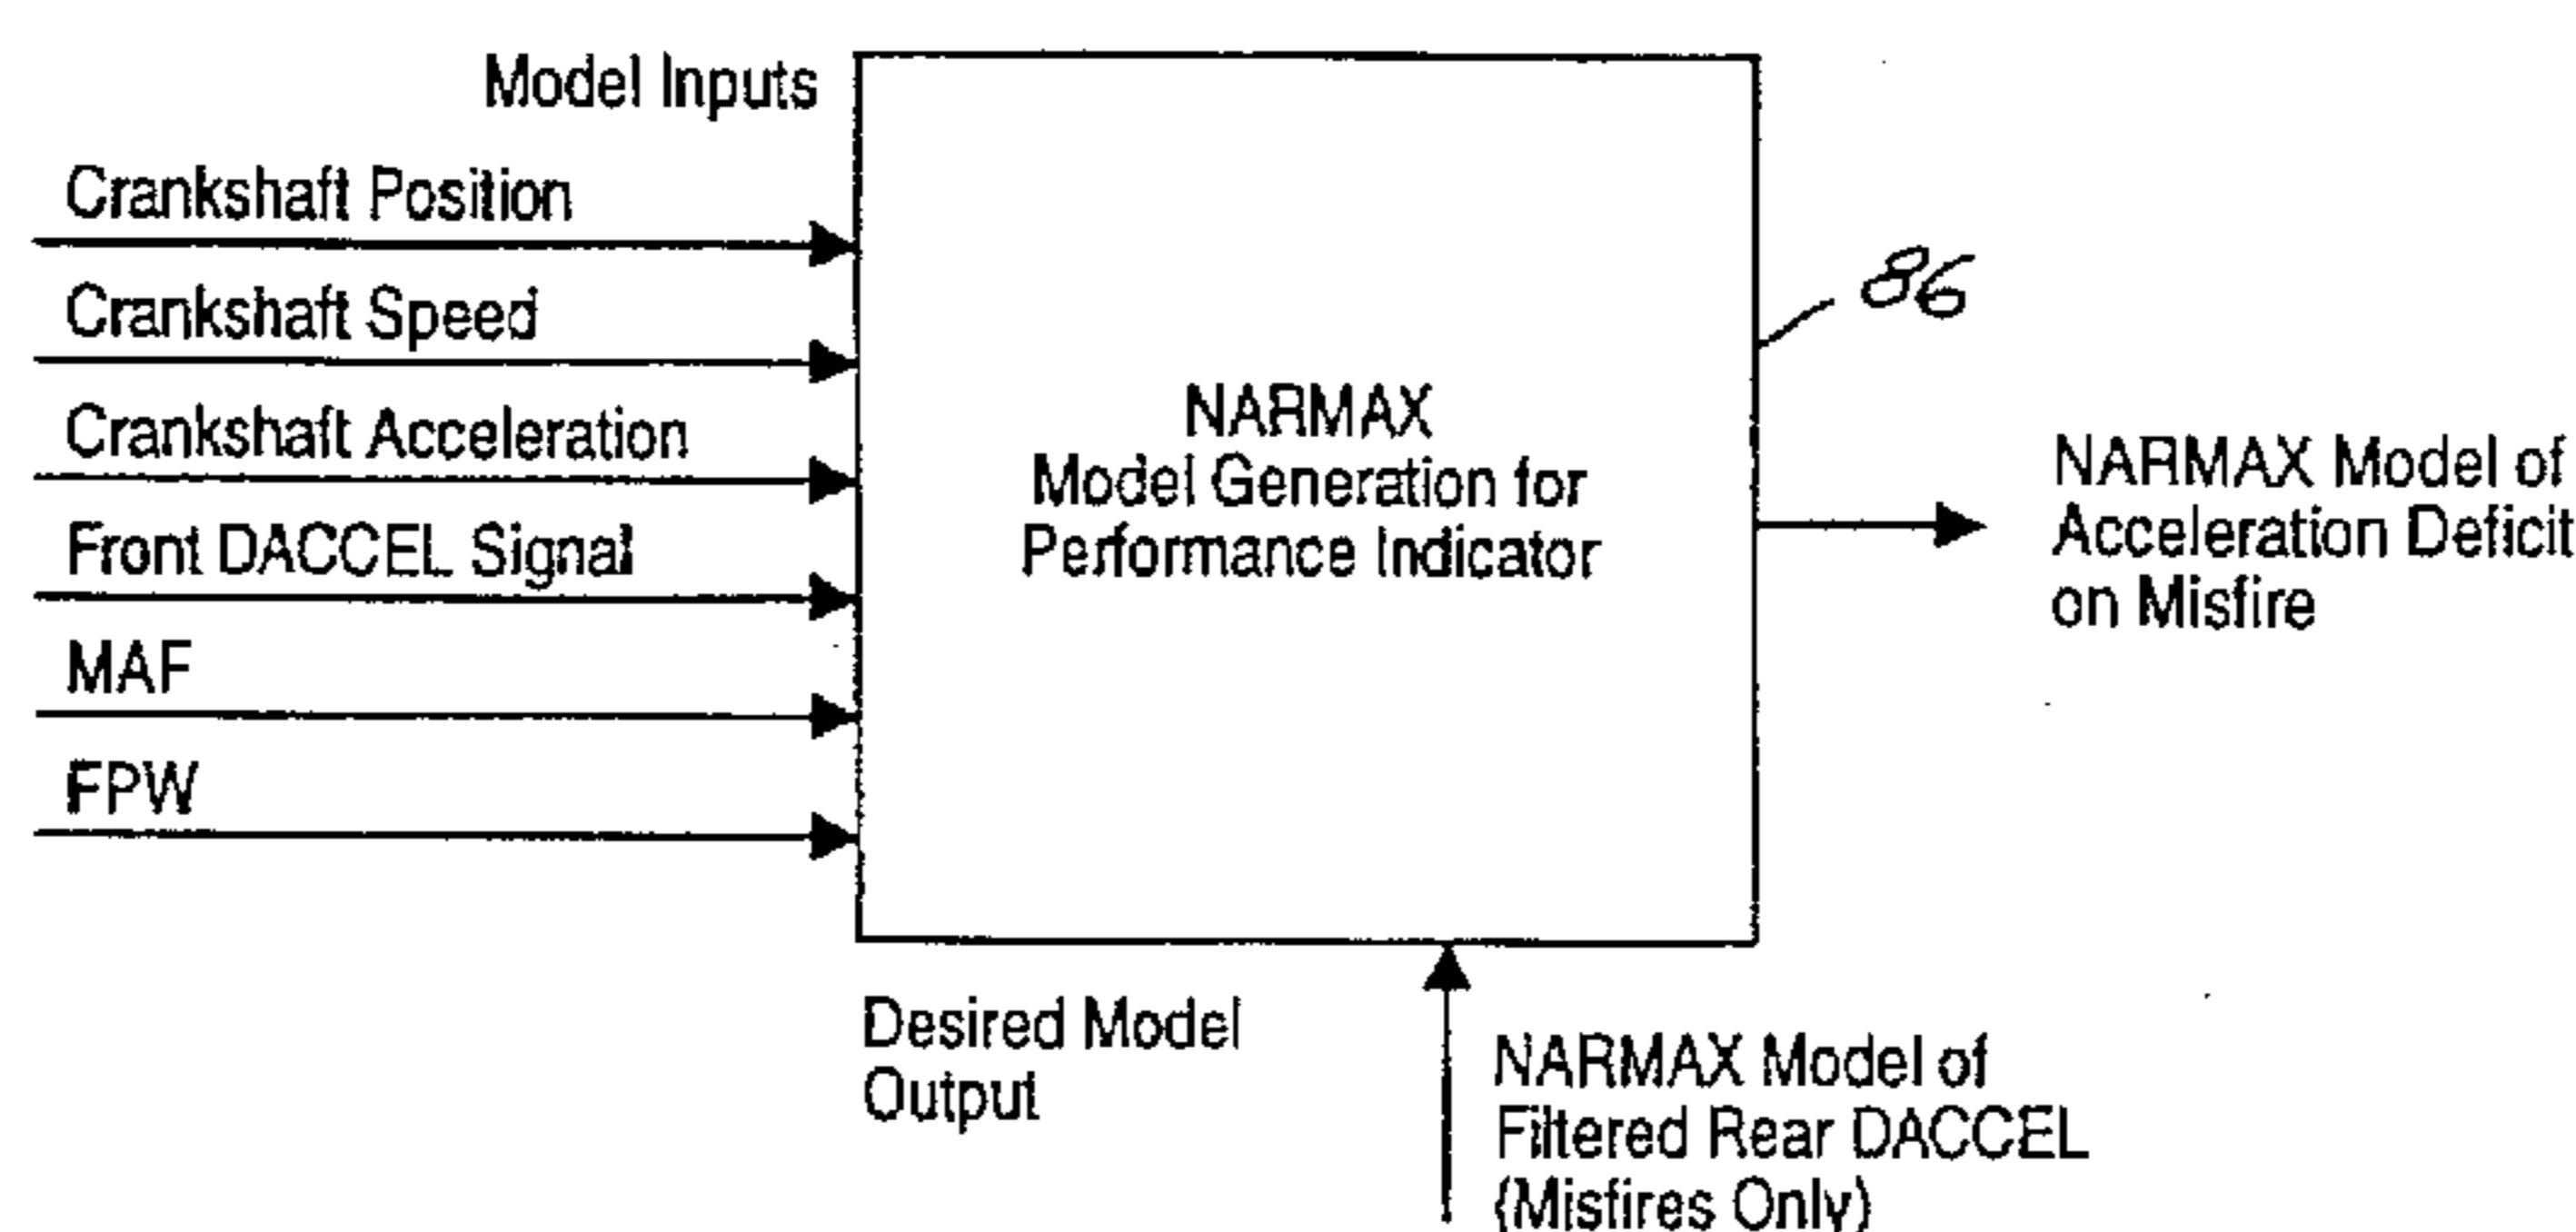 Model Inputs
Crankshaft Position
Crankshaft Speed
Crankshaft Acceleration
Front DACCEL Signal
MAF
FPW
NARMAX
Model Generation for
Performance Indicator
86
NARMAX Model of
Acceleration Deficit
on Misfire
Desired Model
Output
NARMAX Model of
Filtered Rear DACCEL
(Misfires Only)